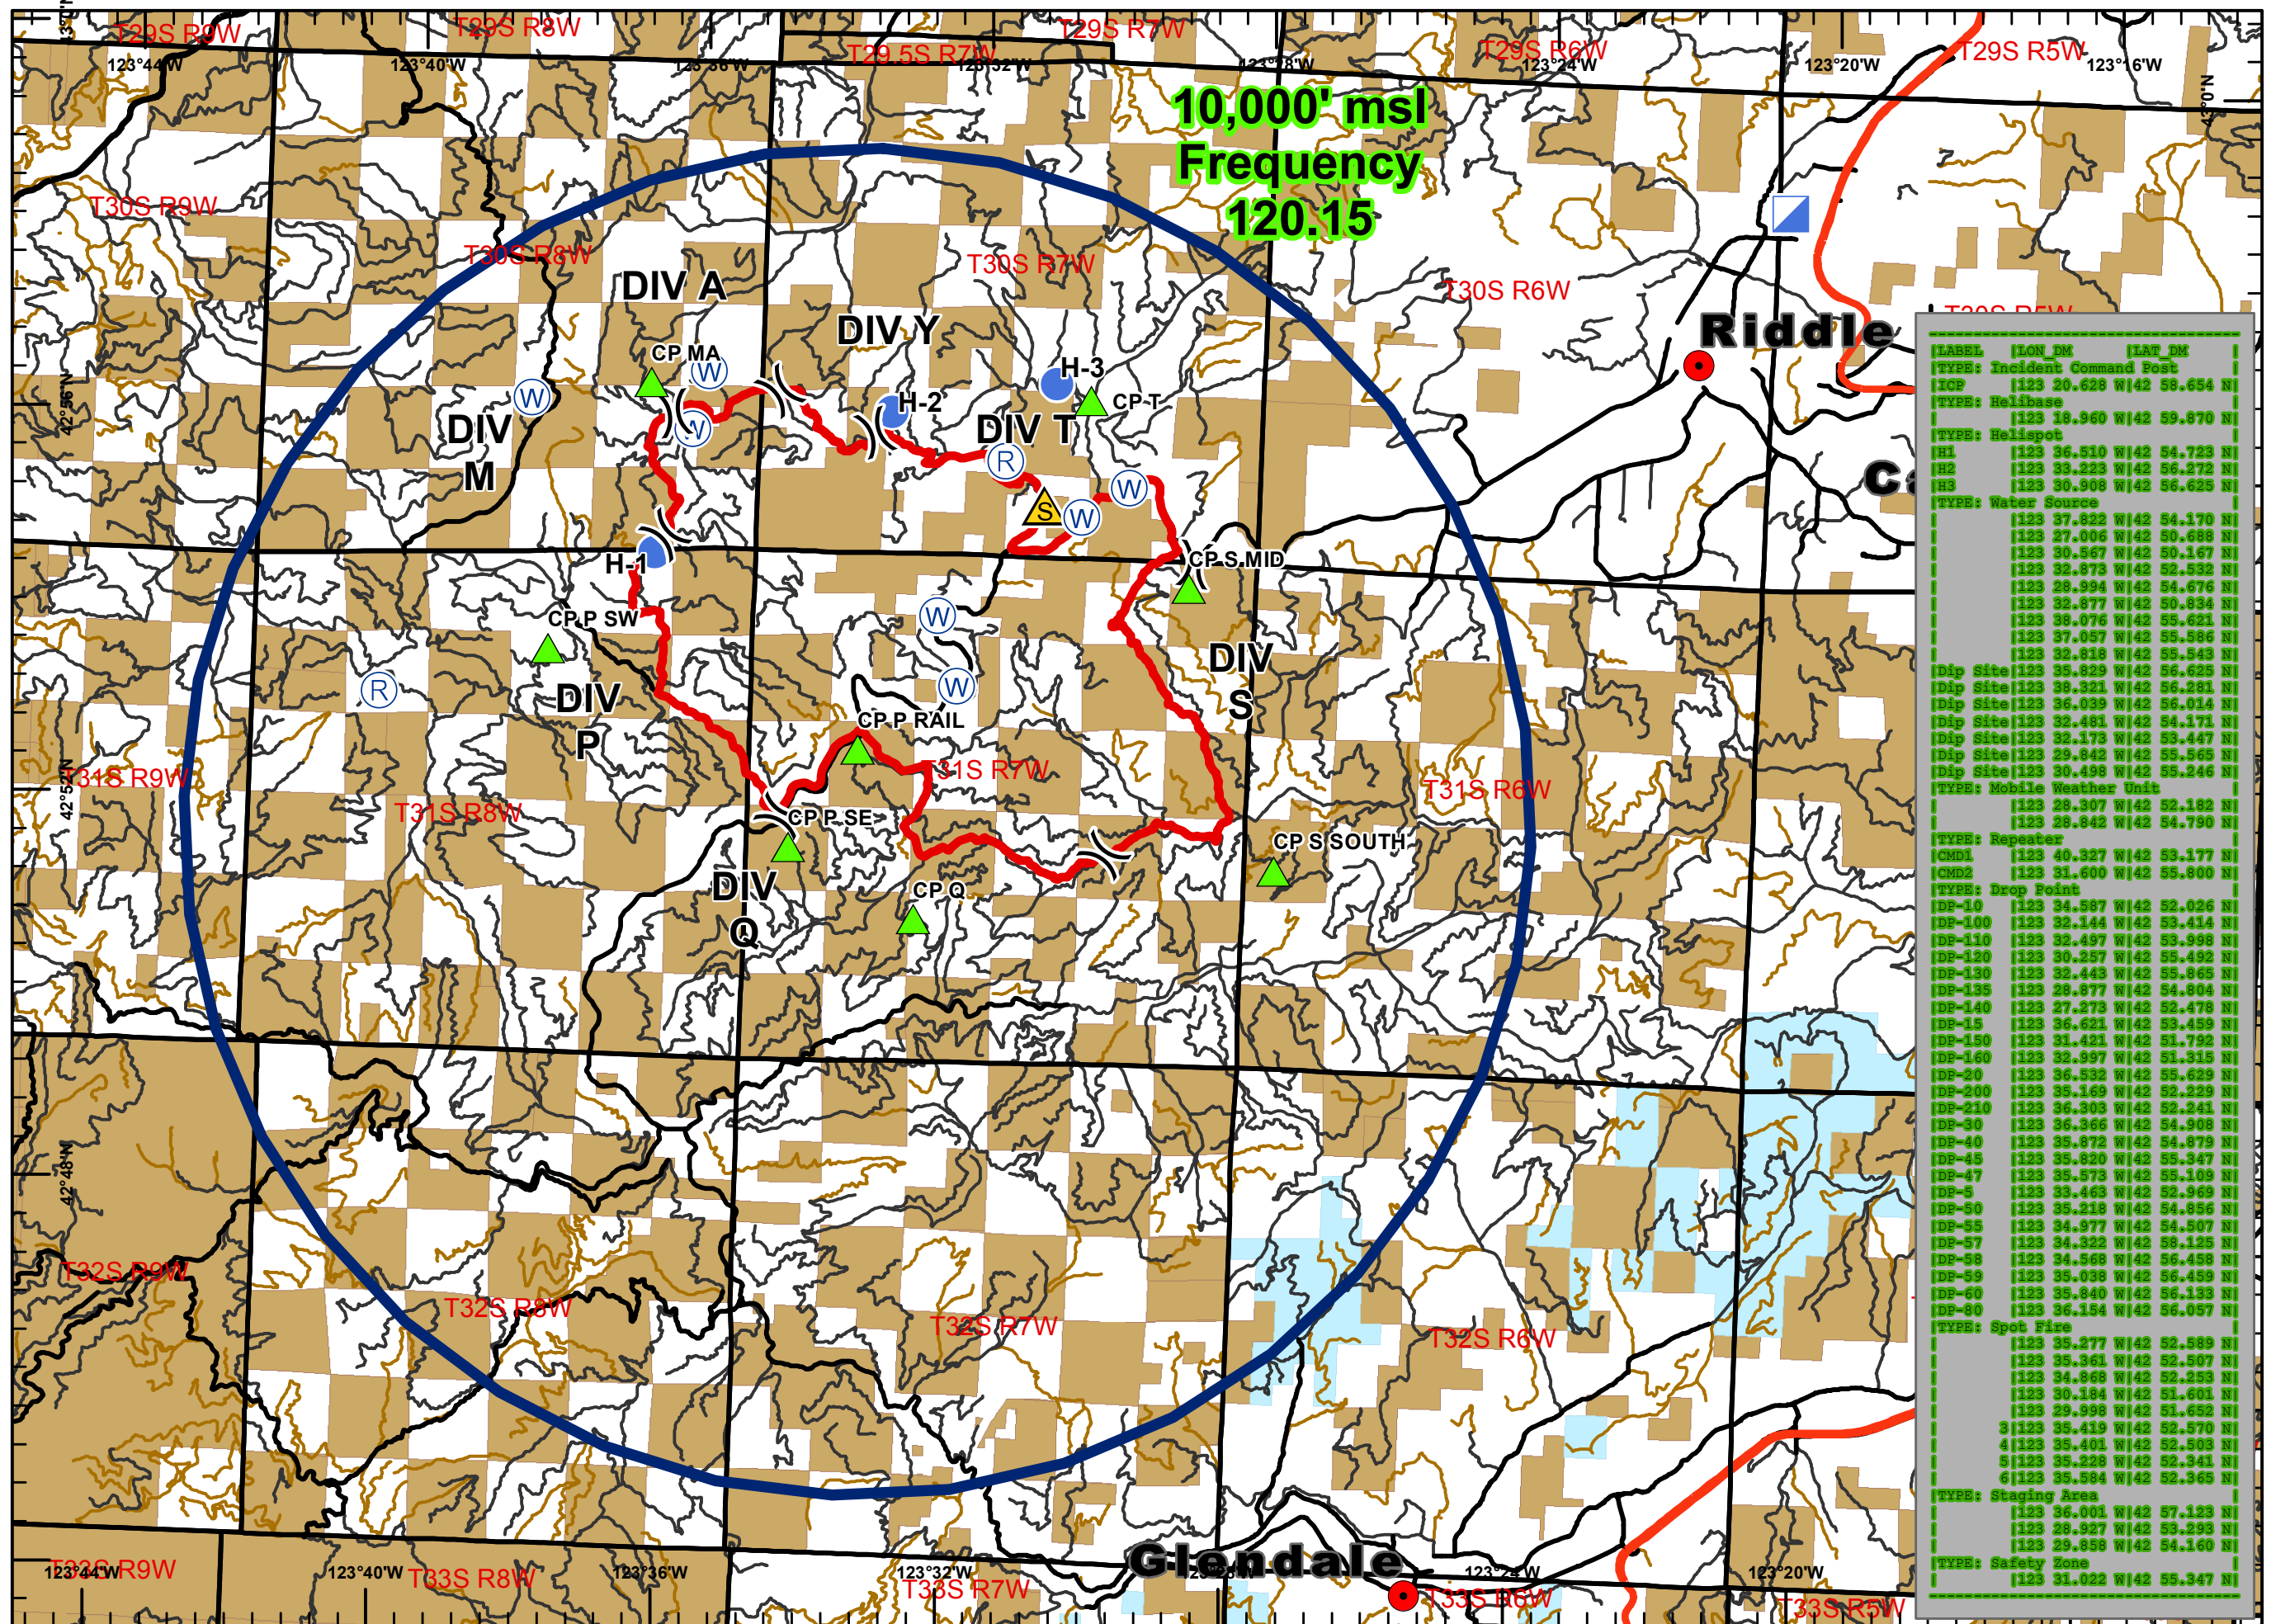 T29S R9W
T29S R8W
T29.5S R7W
T29S R7W
T29S R6W
T29S R5W
43°0'N
123°44'W
123°40'W
123°36'W
123°32'W
123°28'W
123°24'W
123°20'W
123°16'W
43°0'N
10,000' msl
Frequency
120.15
T30S R9W
T30S R8W
T30S R7W
T30S R6W
T30S R5W
DIV A
DIV Y
Riddle
CP MA
W
H-3
H-2
CP T
W
W
42°56'N
DIV
M
DIV T
R
W
S
W
H-1
CP S MID
CP P SW
W
DIV
S
R
DIV
P
W
CP P RAIL
42°52'N
T31S R9W
T31S R8W
T31S R7W
T31S R6W
CP P SE
CP S SOUTH
DIV
Q
CP Q
42°48'N
T32S R9W
T32S R8W
T32S R7W
T32S R6W
Glendale
T33S R9W
T33S R8W
T33S R7W
T33S R6W
T33S R5W
123°44'W
123°40'W
123°36'W
123°32'W
123°24'W
123°20'W
|LABEL |LON_DM |LAT_DM |
|TYPE: Incident Command Post |
|ICP |123 20.628 W|42 58.654 N|
|TYPE: Helibase |
| |123 18.960 W|42 59.870 N|
|TYPE: Helispot |
|H1 |123 36.510 W|42 54.723 N|
|H2 |123 33.223 W|42 56.272 N|
|H3 |123 30.908 W|42 56.625 N|
|TYPE: Water Source |
| |123 37.822 W|42 54.170 N|
| |123 27.006 W|42 50.688 N|
| |123 30.567 W|42 50.167 N|
| |123 32.873 W|42 52.532 N|
| |123 28.994 W|42 54.676 N|
| |123 32.877 W|42 50.834 N|
| |123 38.076 W|42 55.621 N|
| |123 37.057 W|42 55.586 N|
| |123 32.818 W|42 55.543 N|
|Dip Site|123 35.829 W|42 56.625 N|
|Dip Site|123 38.321 W|42 56.281 N|
|Dip Site|123 36.039 W|42 56.014 N|
|Dip Site|123 32.481 W|42 54.171 N|
|Dip Site|123 32.173 W|42 53.447 N|
|Dip Site|123 29.842 W|42 55.565 N|
|Dip Site|123 30.498 W|42 55.246 N|
|TYPE: Mobile Weather Unit |
| |123 28.307 W|42 52.182 N|
| |123 28.842 W|42 54.790 N|
|TYPE: Repeater |
|CMD1 |123 40.327 W|42 53.177 N|
|CMD2 |123 31.600 W|42 55.800 N|
|TYPE: Drop Point |
|DP-10 |123 34.587 W|42 52.026 N|
|DP-100 |123 32.144 W|42 53.414 N|
|DP-110 |123 32.497 W|42 53.998 N|
|DP-120 |123 30.257 W|42 55.492 N|
|DP-130 |123 32.443 W|42 55.865 N|
|DP-135 |123 28.877 W|42 54.804 N|
|DP-140 |123 27.273 W|42 52.478 N|
|DP-15 |123 36.621 W|42 53.459 N|
|DP-150 |123 31.421 W|42 51.792 N|
|DP-160 |123 32.997 W|42 51.315 N|
|DP-20 |123 36.532 W|42 55.629 N|
|DP-200 |123 35.169 W|42 52.229 N|
|DP-210 |123 36.303 W|42 52.241 N|
|DP-30 |123 36.366 W|42 54.908 N|
|DP-40 |123 35.872 W|42 54.879 N|
|DP-45 |123 35.820 W|42 55.347 N|
|DP-47 |123 35.573 W|42 55.109 N|
|DP-5 |123 33.463 W|42 52.969 N|
|DP-50 |123 35.218 W|42 54.856 N|
|DP-55 |123 34.977 W|42 54.507 N|
|DP-57 |123 34.322 W|42 58.125 N|
|DP-58 |123 34.568 W|42 56.458 N|
|DP-59 |123 35.038 W|42 56.459 N|
|DP-60 |123 35.840 W|42 56.133 N|
|DP-80 |123 36.154 W|42 56.057 N|
|TYPE: Spot Fire |
| |123 35.277 W|42 52.589 N|
| |123 35.361 W|42 52.507 N|
| |123 34.868 W|42 52.253 N|
| |123 30.184 W|42 51.601 N|
| |123 29.998 W|42 51.652 N|
| 3|123 35.419 W|42 52.570 N|
| 4|123 35.401 W|42 52.503 N|
| 5|123 35.228 W|42 52.341 N|
| 6|123 35.584 W|42 52.365 N|
|TYPE: Staging Area |
| |123 36.001 W|42 57.123 N|
| |123 28.927 W|42 53.293 N|
| |123 29.858 W|42 54.160 N|
|TYPE: Safety Zone |
| |123 31.022 W|42 55.347 N|